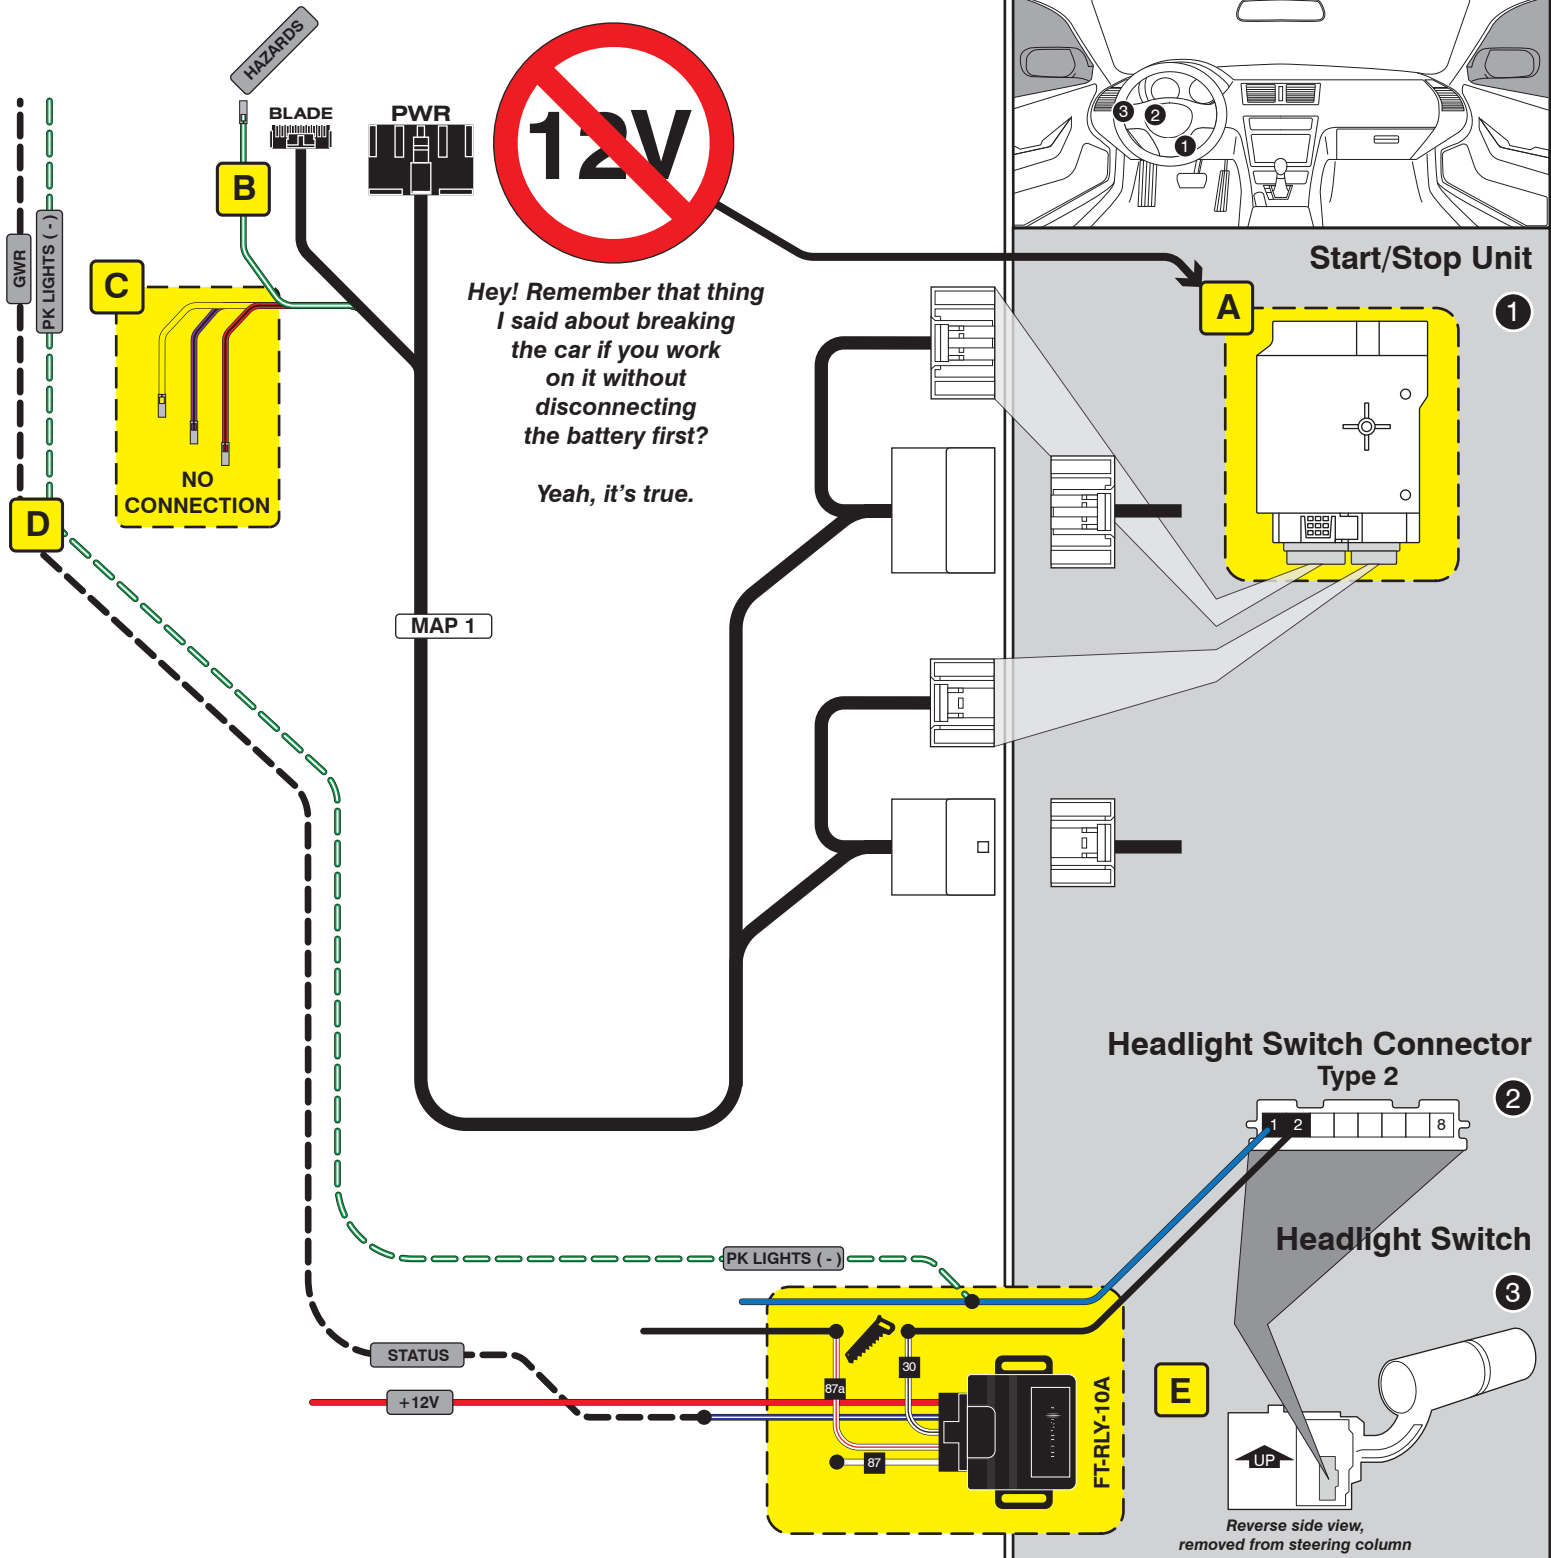 HAZARDS
BLADE
PWR
12V
3
2
1
B
GWR
PK LIGHTS ( - )
C
NO
CONNECTION
D
Hey! Remember that thing
I said about breaking
the car if you work
on it without
disconnecting
the battery first?
Yeah, it's true.
Start/Stop Unit
1
A
MAP 1
Headlight Switch Connector
Type 2
2
1 2 8
Headlight Switch
3
PK LIGHTS ( - )
STATUS
+12V
30
87a
87
FT-RLY-10A
E
UP
Reverse side view,
removed from steering column